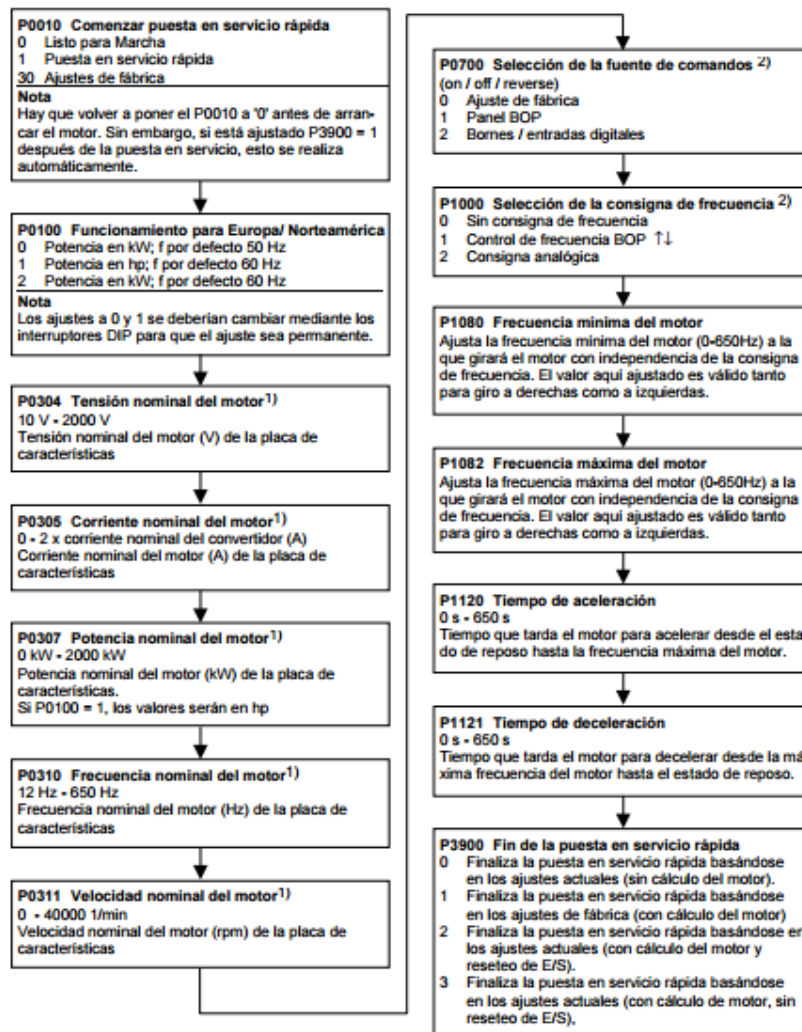 P0010 Comenzar puesta en servicio rápida
0 Listo para Marcha
1 Puesta en servicio rápida
30 Ajustes de fábrica
Nota
Hay que volver a poner el P0010 a '0' antes de arran-
car el motor. Sin embargo, si está ajustado P3900 = 1
después de la puesta en servicio, esto se realiza
automáticamente.
P0100 Funcionamiento para Europa/ Norteamérica
0 Potencia en kW; f por defecto 50 Hz
1 Potencia en hp; f por defecto 60 Hz
2 Potencia en kW; f por defecto 60 Hz
Nota
Los ajustes a 0 y 1 se deberian cambiar mediante los
interruptores DIP para que el ajuste sea permanente.
P0304 Tensión nominal del motor1)
10 V - 2000 V
Tensión nominal del motor (V) de la placa de
características
P0305 Corriente nominal del motor1)
0 - 2 x corriente nominal del convertidor (A)
Corriente nominal del motor (A) de la placa de
características
P0307 Potencia nominal del motor1)
0 kW - 2000 kW
Potencia nominal del motor (kW) de la placa de
características.
Si P0100 = 1, los valores serán en hp
P0310 Frecuencia nominal del motor1)
12 Hz - 650 Hz
Frecuencia nominal del motor (Hz) de la placa de
características
P0311 Velocidad nominal del motor1)
0 - 40000 1/min
Velocidad nominal del motor (rpm) de la placa de
características
P0700 Selección de la fuente de comandos 2)
(on / off / reverse)
0 Ajuste de fábrica
1 Panel BOP
2 Bornes / entradas digitales
P1000 Selección de la consigna de frecuencia 2)
0 Sin consigna de frecuencia
1 Control de frecuencia BOP ↑↓
2 Consigna analógica
P1080 Frecuencia minima del motor
Ajusta la frecuencia mínima del motor (0-650Hz) a la
que girará el motor con independencia de la consigna
de frecuencia. El valor aquí ajustado es válido tanto
para giro a derechas como a izquierdas.
P1082 Frecuencia máxima del motor
Ajusta la frecuencia máxima del motor (0-650Hz) a la
que girará el motor con independencia de la consigna
de frecuencia. El valor aquí ajustado es válido tanto
para giro a derechas como a izquierdas.
P1120 Tiempo de aceleración
0 s - 650 s
Tiempo que tarda el motor para acelerar desde el esta
do de reposo hasta la frecuencia máxima del motor.
P1121 Tiempo de deceleración
0 s - 650 s
Tiempo que tarda el motor para decelerar desde la má
xima frecuencia del motor hasta el estado de reposo.
P3900 Fin de la puesta en servicio rápida
0 Finaliza la puesta en servicio rápida basándose
en los ajustes actuales (sin cálculo del motor).
1 Finaliza la puesta en servicio rápida basándose
en los ajustes de fábrica (con cálculo del motor)
2 Finaliza la puesta en servicio rápida basándose en
los ajustes actuales (con cálculo del motor y
reseteo de E/S).
3 Finaliza la puesta en servicio rápida basándose
en los ajustes actuales (con cálculo de motor, sin
reseteo de E/S),